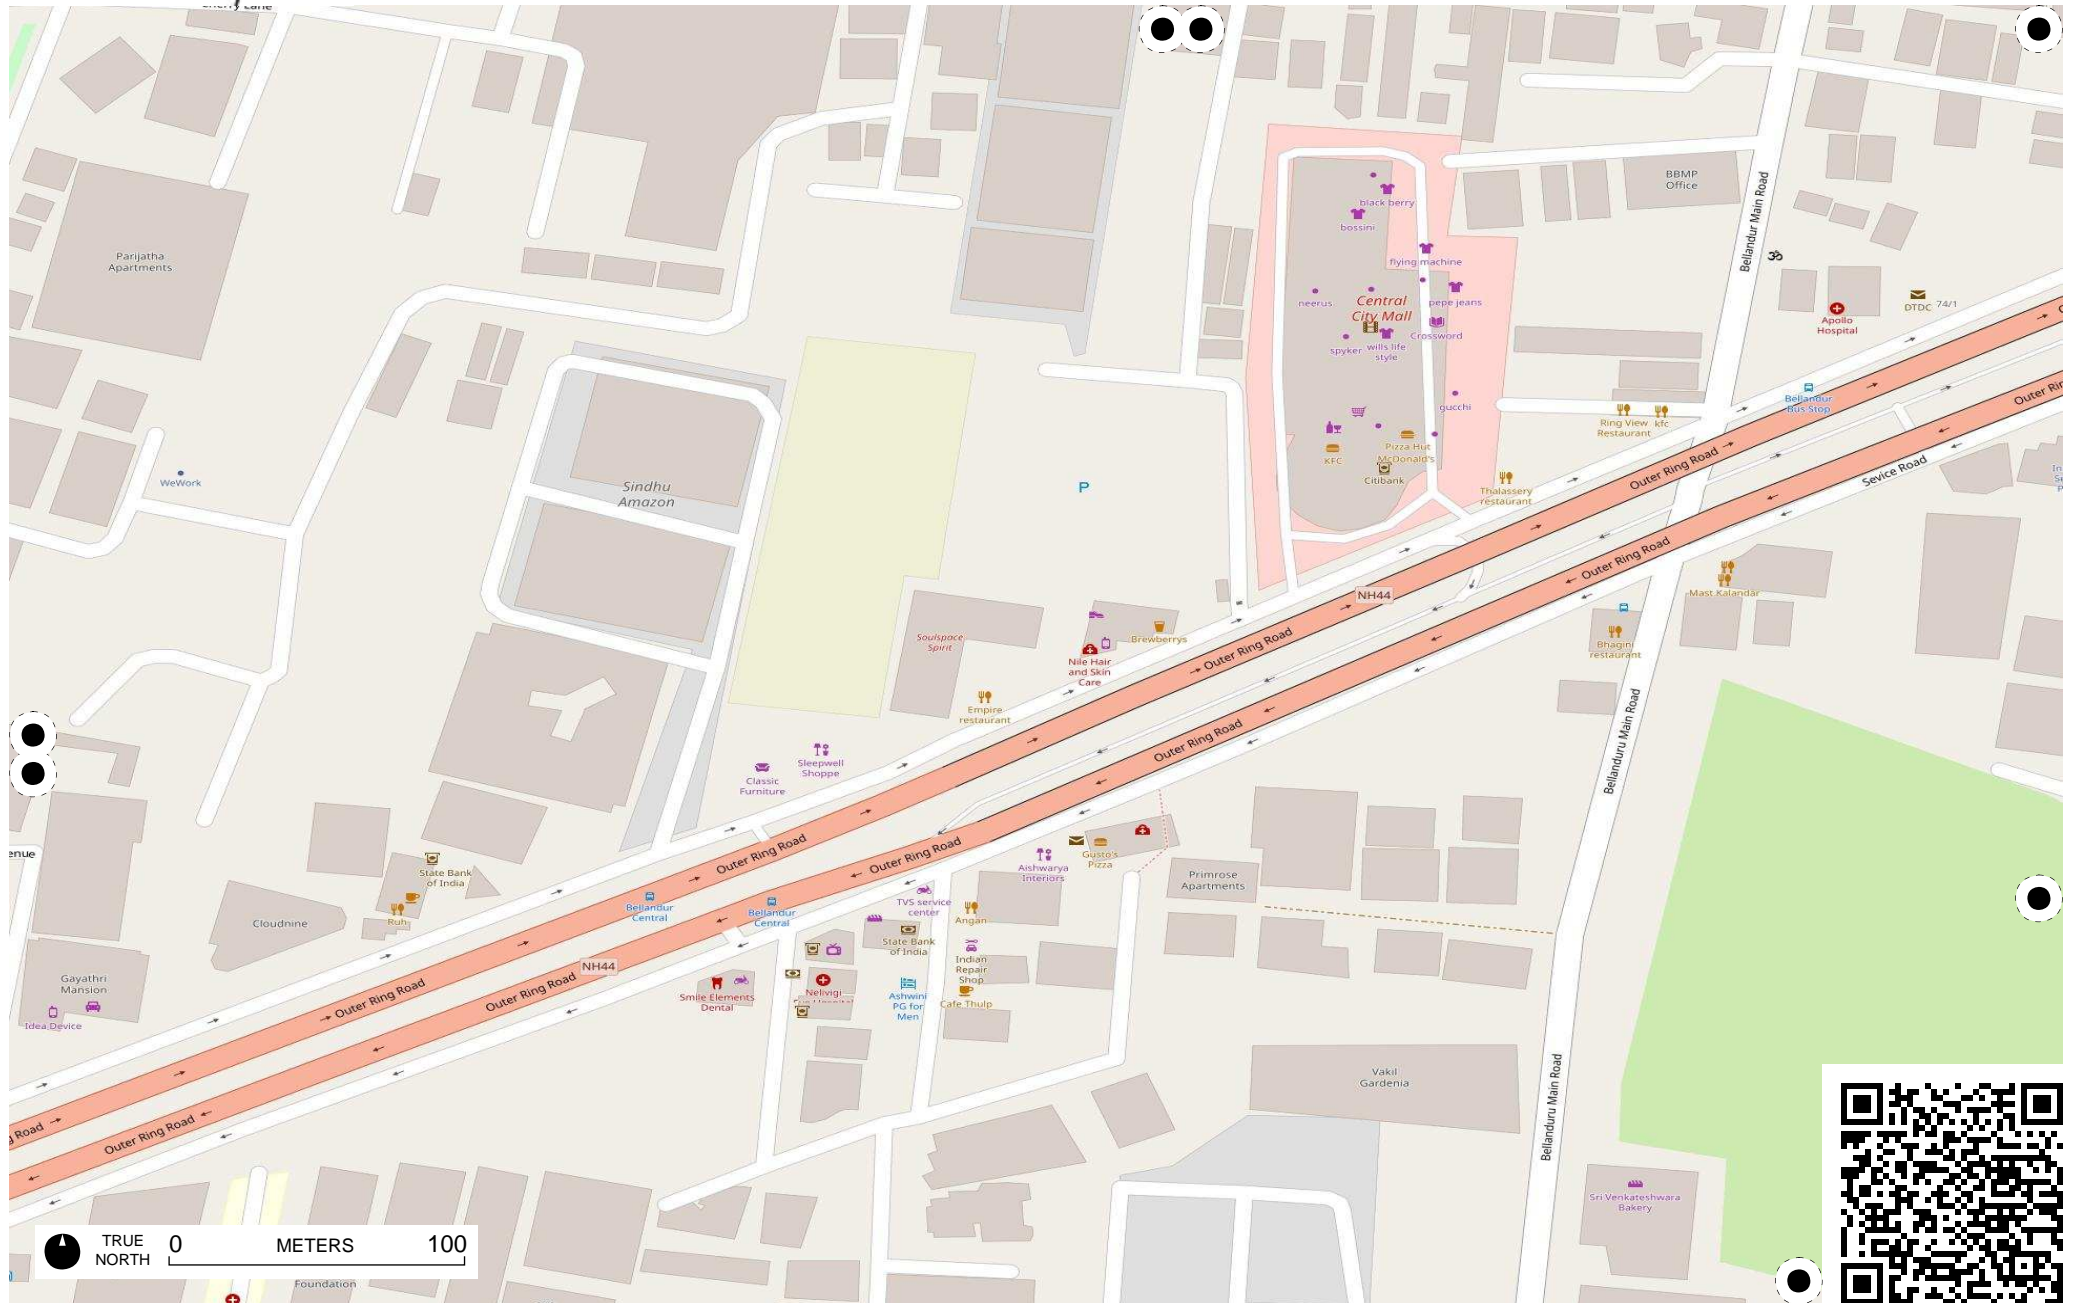 Cherry Lane
BBMP
Office
Bellandur Main Road
black berry
bossini
flying machine
neerus
Central
City Mall
pepe jeans
Crossword
spyker
wills life
style
gucchi
Pizza Hut
McDonald's
KFC
Citibank
Parijatha
Apartments
DTDC
74/1
Apollo
Hospital
Bellandur
Bus Stop
Ring View
Restaurant
kfc
Outer Ring Road
Sevice Road
WeWork
Sindhu
Amazon
P
Thalassery
restaurant
Outer Ring Road
NH44
Mast Kalandar
Bhagini
restaurant
Soulspace
Spirit
Brewberrys
Nile Hair
and Skin
Care
Outer Ring Road
Empire
restaurant
Outer Ring Road
Bellanduru Main Road
Sleepwell
Shoppe
Classic
Furniture
Outer Ring Road
Outer Ring Road
enue
State Bank
of India
Gusto's
Pizza
Aishwarya
Interiors
Primrose
Apartments
Bellandur
Central
Bellandur
Central
TVS service
center
Angan
Ruh
Cloudnine
State Bank
of India
NH44
Indian
Repair
Shop
Gayathri
Mansion
Outer Ring Road
Outer Ring Road
Smile Elements
Dental
Nelivigi
Ashwini
PG for
Men
Cafe Thulp
Idea Device
Vakil
Gardenia
Bellanduru Main Road
Road
Outer Ring Road
Sri Venkateshwara
Bakery
TRUE
NORTH
0 METERS 100
Foundation